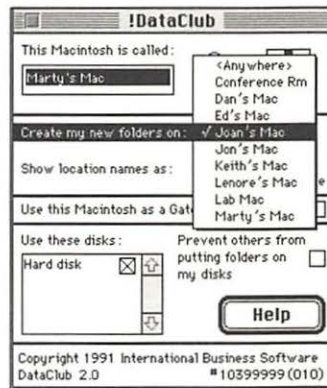 !DataClub
This Macintosh is called:
Marty's Mac
<Anywhere>
Conference Rm
Dan's Mac
Ed's Mac
Create my new folders on: ✓ Joan's Mac
Jon's Mac
Show location names as: Keith's Mac
Lenore's Mac
Lab Mac
Use this Macintosh as a Gat
Marty's Mac
Use these disks:
Hard disk
Prevent others from
putting folders on
my disks
Help
Copyright 1991 International Business Software
DataClub 2.0 #10399999(010)